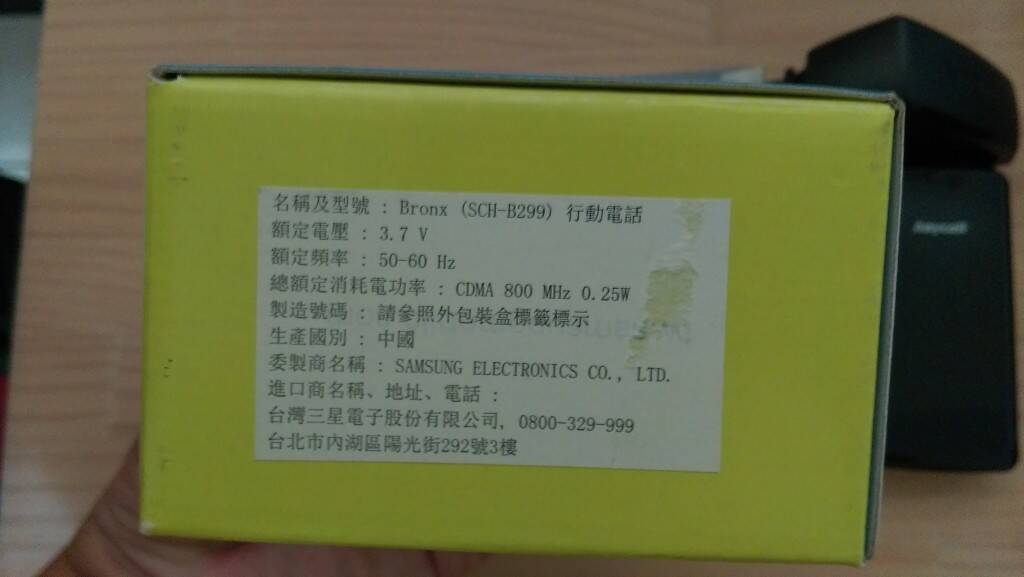 名稱及型號 : Bronx (SCH-B299) 行動電話
額定電壓 : 3.7 V
額定頻率 : 50-60 Hz
總額定消耗電功率 : CDMA 800 MHz 0.25W
製造號碼 : 請參照外包裝盒標籤標示
生產國別 : 中國
委製商名稱 : SAMSUNG ELECTRONICS CO., LTD.
進口商名稱、地址、電話 :
台灣三星電子股份有限公司, 0800-329-999
台北市內湖區陽光街292號3樓